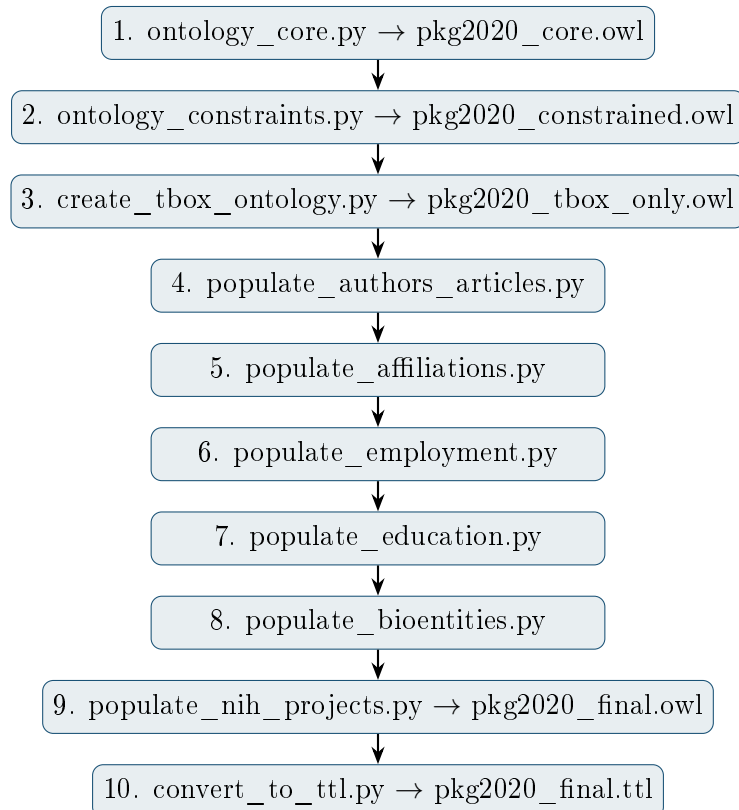 1. ontology_core.py → pkg2020_core.owl
2. ontology_constraints.py → pkg2020_constrained.owl
3. create_tbox_ontology.py → pkg2020_tbox_only.owl
4. populate_authors_articles.py
5. populate_affiliations.py
6. populate_employment.py
7. populate_education.py
8. populate_bioentities.py
9. populate_nih_projects.py → pkg2020_final.owl
10. convert_to_ttl.py → pkg2020_final.ttl